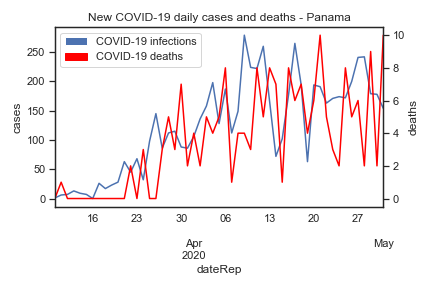 New COVID-19 daily cases and deaths - Panama
COVID-19 infections
COVID-19 deaths
cases
250
200
150
100
50
0
deaths
10
8
6
4
2
0
16 23 30 06 13 20 27
Apr May
2020
dateRep